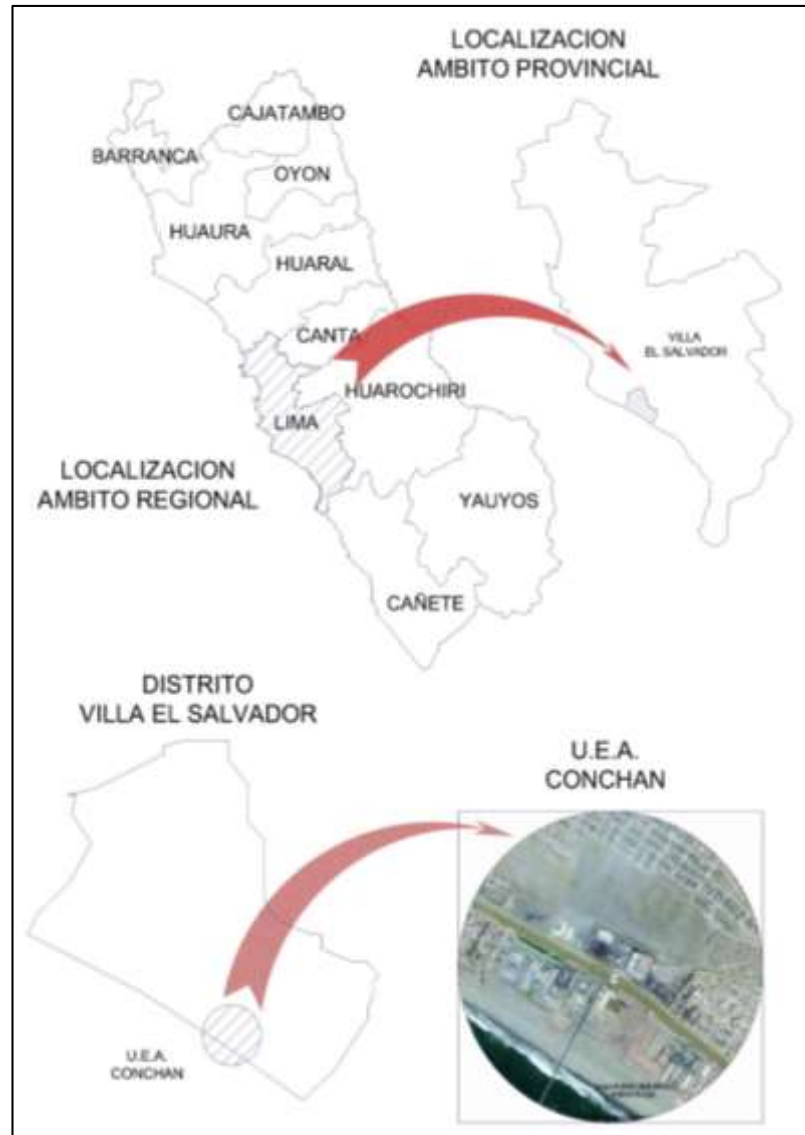 LOCALIZACION
AMBITO PROVINCIAL
CAJATAMBO
BARRANCA
OYON
HUAURA
HUARAL
CANTA
VILLA
EL SALVADOR
HUAROCHIRI
LIMA
LOCALIZACION
AMBITO REGIONAL
YAUYOS
CAÑETE
DISTRITO
VILLA EL SALVADOR
U.E.A.
CONCHAN
U.E.A.
CONCHAN